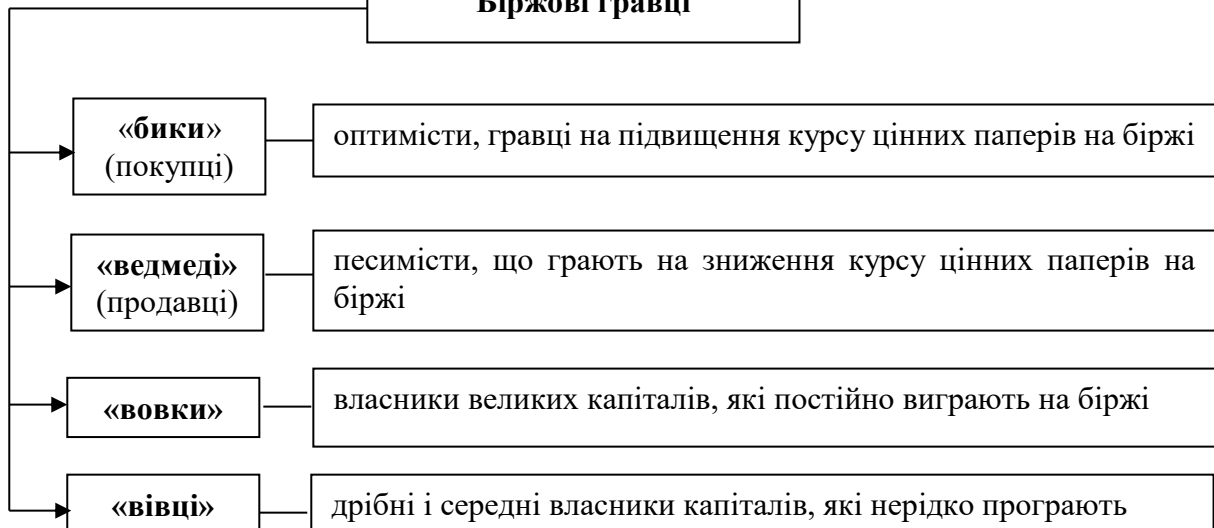 Біржові гравці
«бики»
(покупці)
оптимісти, гравці на підвищення курсу цінних паперів на біржі
«ведмеді»
(продавці)
песимісти, що грають на зниження курсу цінних паперів на
біржі
«вовки»
власники великих капіталів, які постійно виграють на біржі
«вівці»
дрібні і середні власники капіталів, які нерідко програють